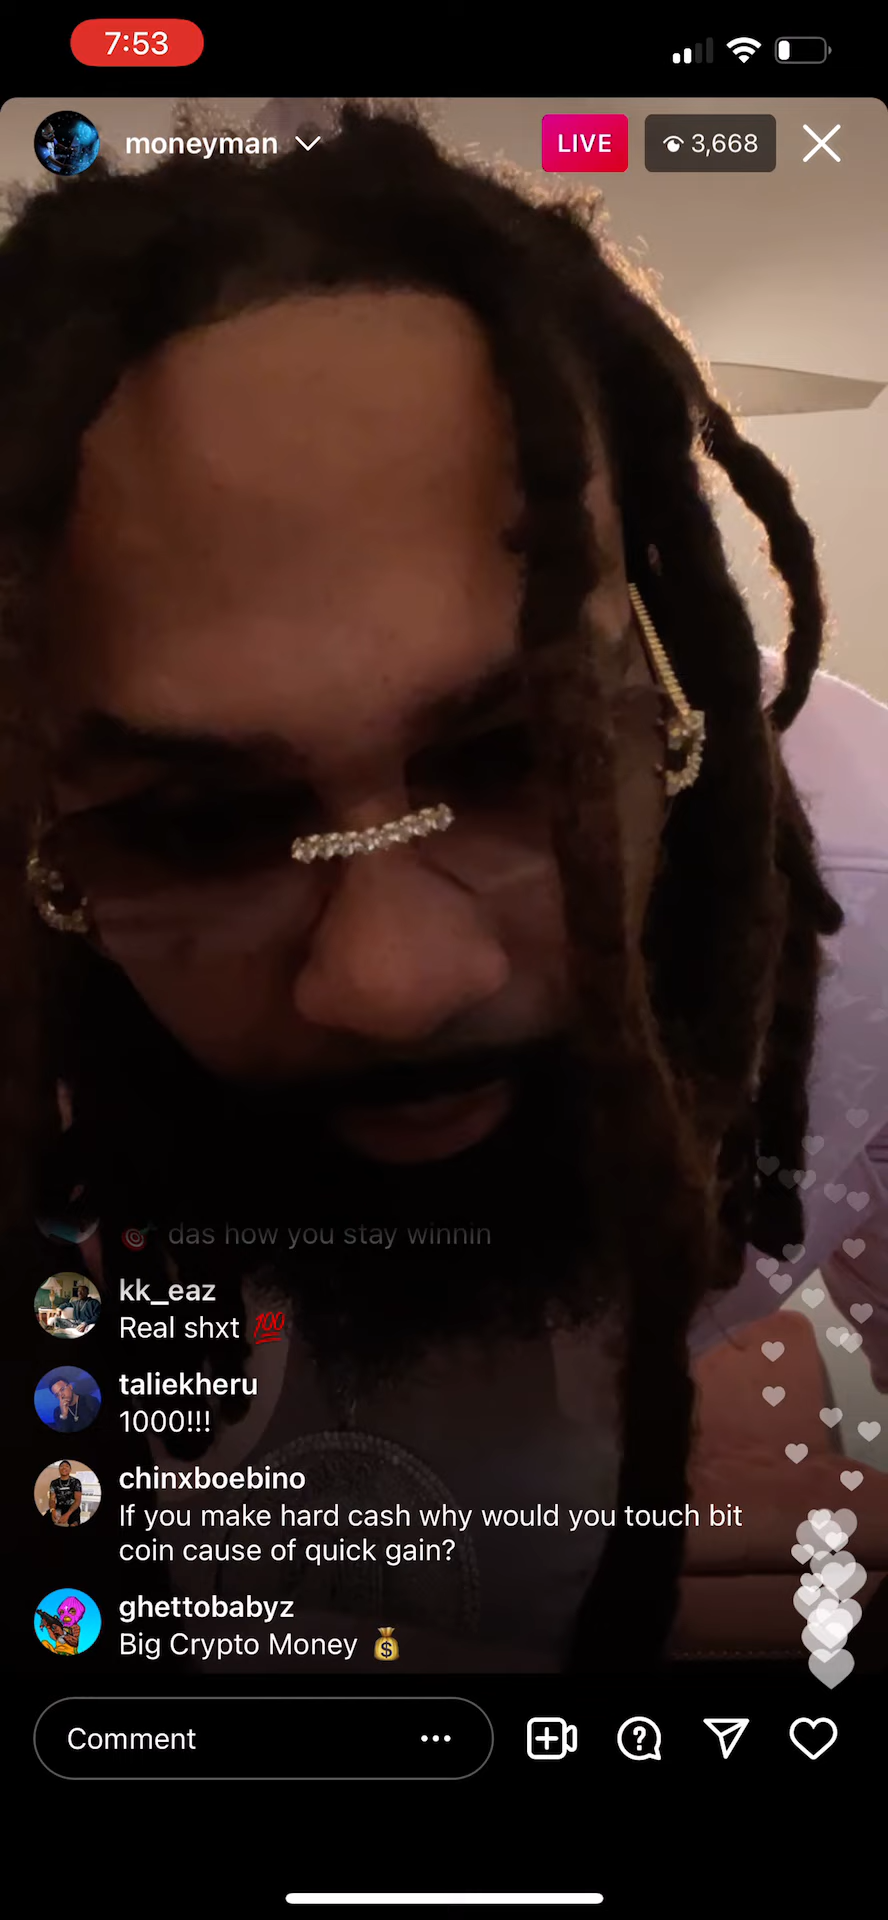 7:53
moneyman
LIVE
3,668
das how you stay winnin
kk_eaz
Real shxt 💯
taliekheru
1000!!!
chinxboebino
If you make hard cash why would you touch bit
coin cause of quick gain?
ghettobabyz
Big Crypto Money 💰
Comment